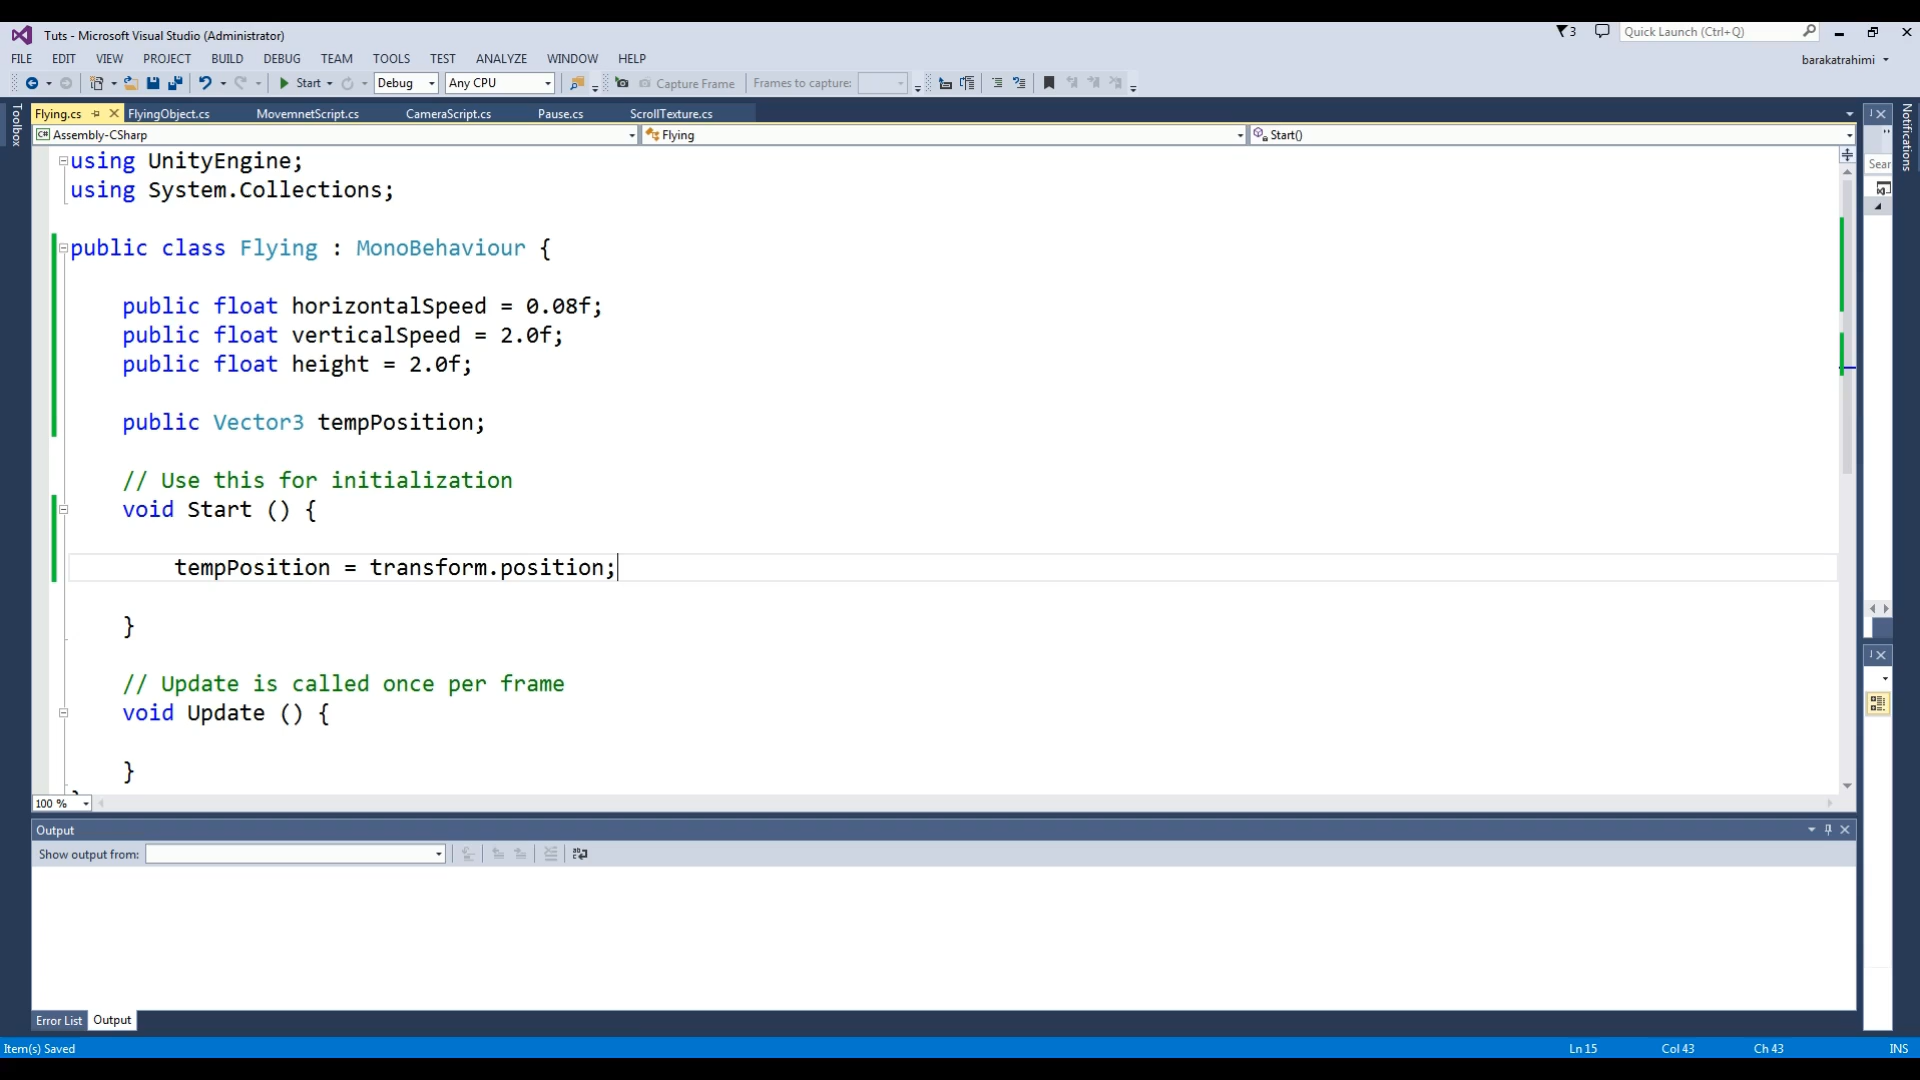 Tuts - Microsoft Visual Studio (Administrator)
3
Quick Launch (Ctrl+Q)
FILE EDIT VIEW PROJECT BUILD DEBUG TEAM TOOLS TEST ANALYZE WINDOW HELP
barakatrahimi
Start Debug Any CPU Capture Frame Frames to capture:
Toolbox
Flying.cs FlyingObject.cs MovemnetScript.cs CameraScript.cs Pause.cs ScrollTexture.cs
Notifications
C# Assembly-CSharp Flying Start()
Sear
using UnityEngine;
using System.Collections;
public class Flying : MonoBehaviour {
public float horizontalSpeed = 0.08f;
public float verticalSpeed = 2.0f;
public float height = 2.0f;
public Vector3 tempPosition;
// Use this for initialization
void Start () {
tempPosition = transform.position;
}
// Update is called once per frame
void Update () {
}
100 %
Output
Show output from:
Error List Output
Item(s) Saved Ln 15 Col 43 Ch 43 INS